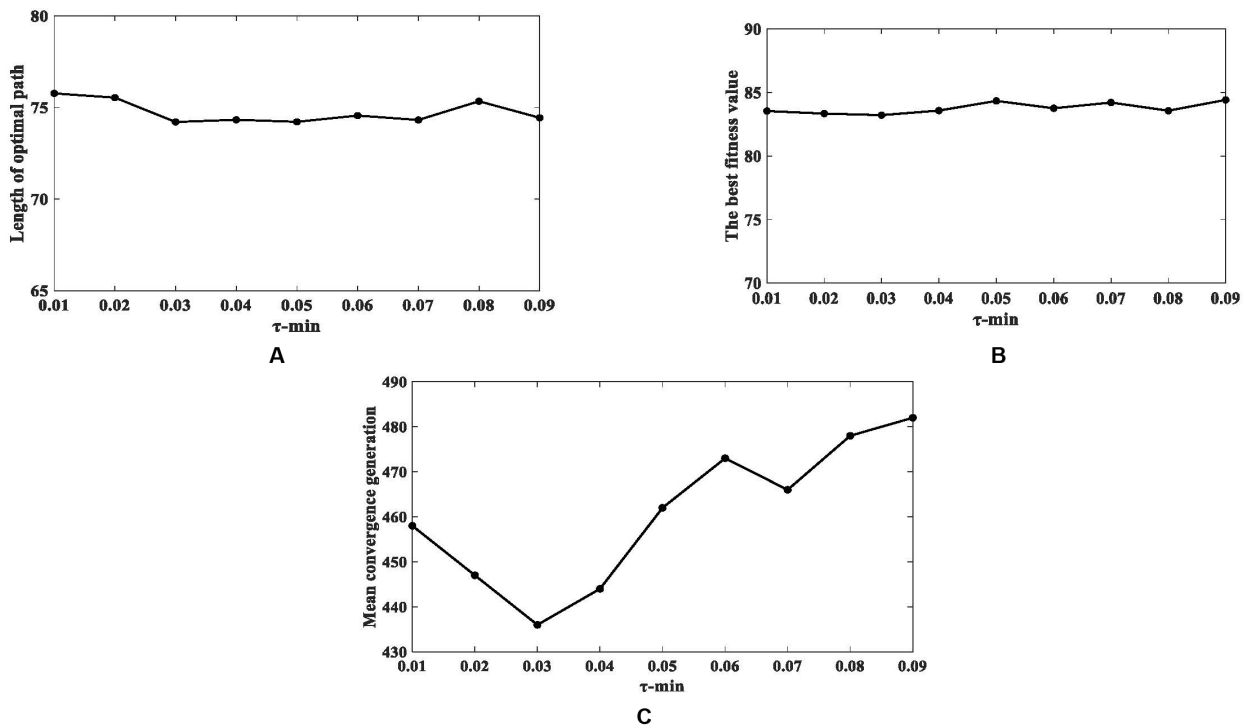 80
75
70
65
Length of optimal path
0.01 0.02 0.03 0.04 0.05 0.06 0.07 0.08 0.09
τ-min
A
90
85
80
75
70
The best fitness value
0.01 0.02 0.03 0.04 0.05 0.06 0.07 0.08 0.09
τ-min
B
490
480
470
460
450
440
430
Mean convergence generation
0.01 0.02 0.03 0.04 0.05 0.06 0.07 0.08 0.09
τ-min
C